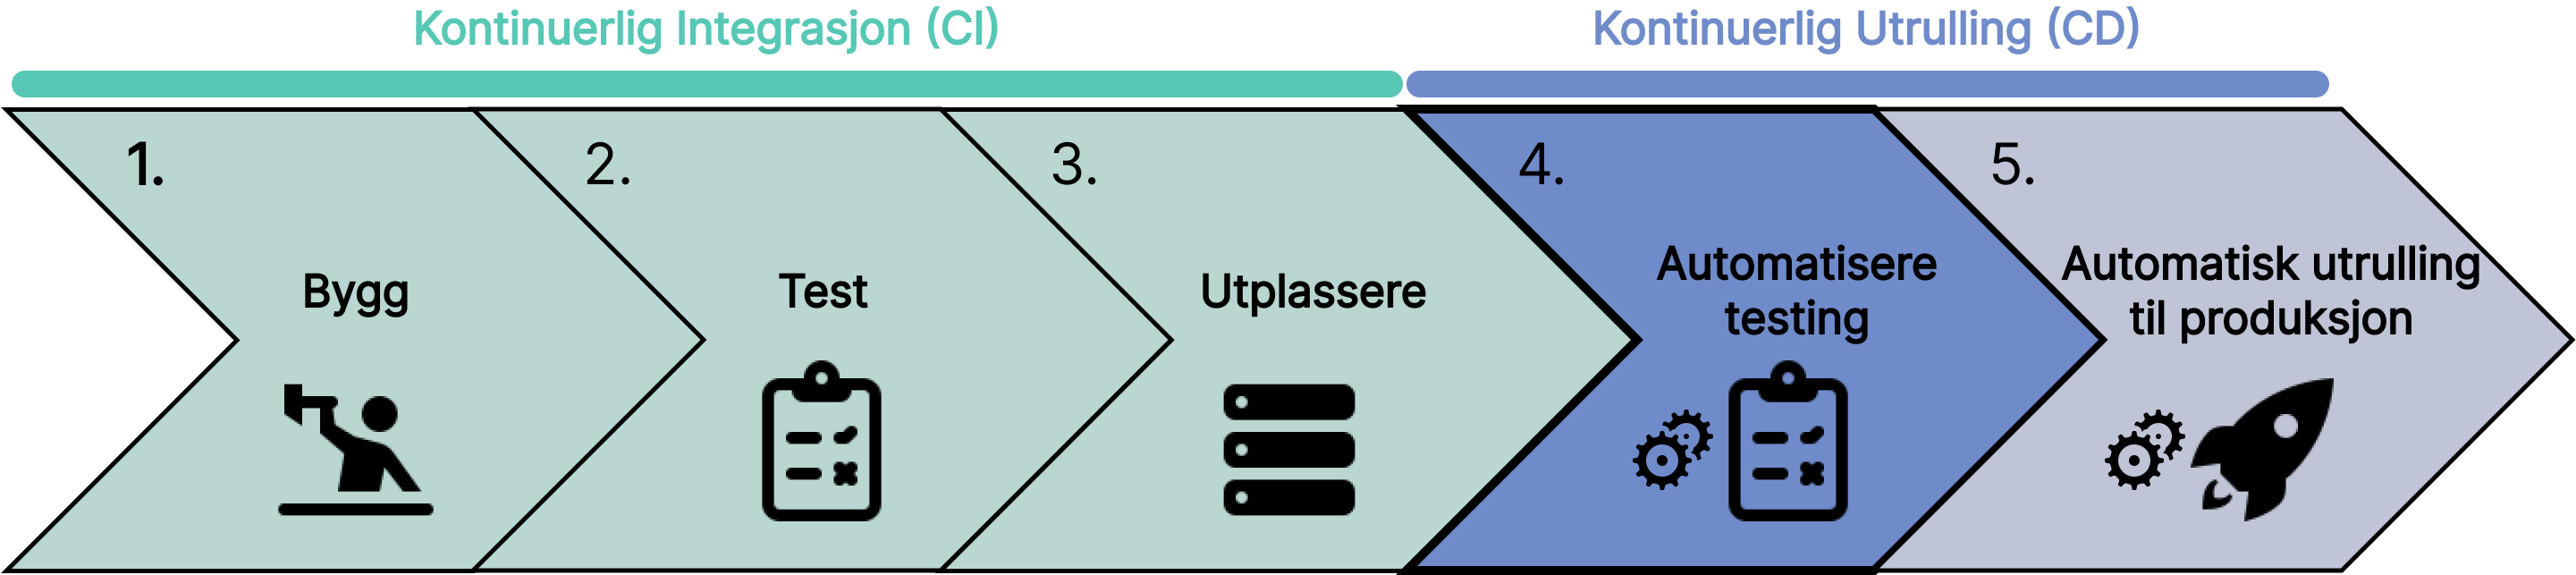 Kontinuerlig Integrasjon (CI)
Kontinuerlig Utrulling (CD)
1.
Bygg
2.
Test
3.
Utplassere
4.
Automatisere
testing
5.
Automatisk utrulling
til produksjon